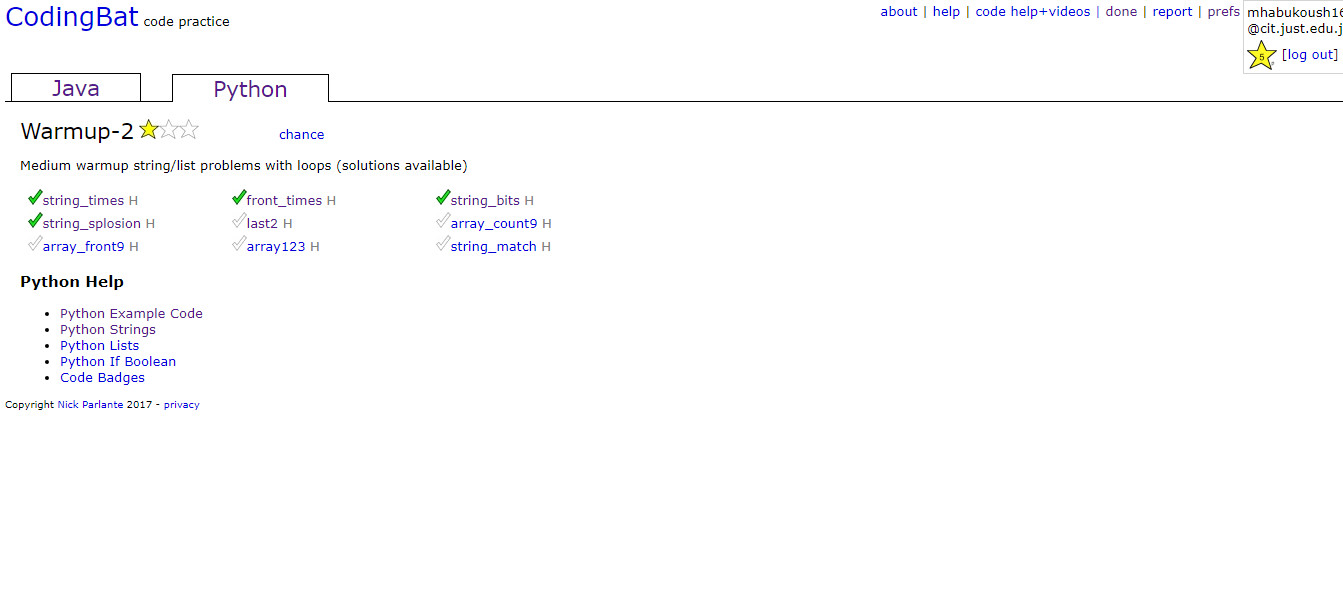 CodingBat code practice
about | help | code help+videos | done | report | prefs
mhabukoush16
@cit.just.edu.j
5 [log out]
Java Python
Warmup-2 chance
Medium warmup string/list problems with loops (solutions available)
string_times H front_times H string_bits H
string_splosion H last2 H array_count9 H
array_front9 H array123 H string_match H
Python Help
• Python Example Code
• Python Strings
• Python Lists
• Python If Boolean
• Code Badges
Copyright Nick Parlante 2017 - privacy